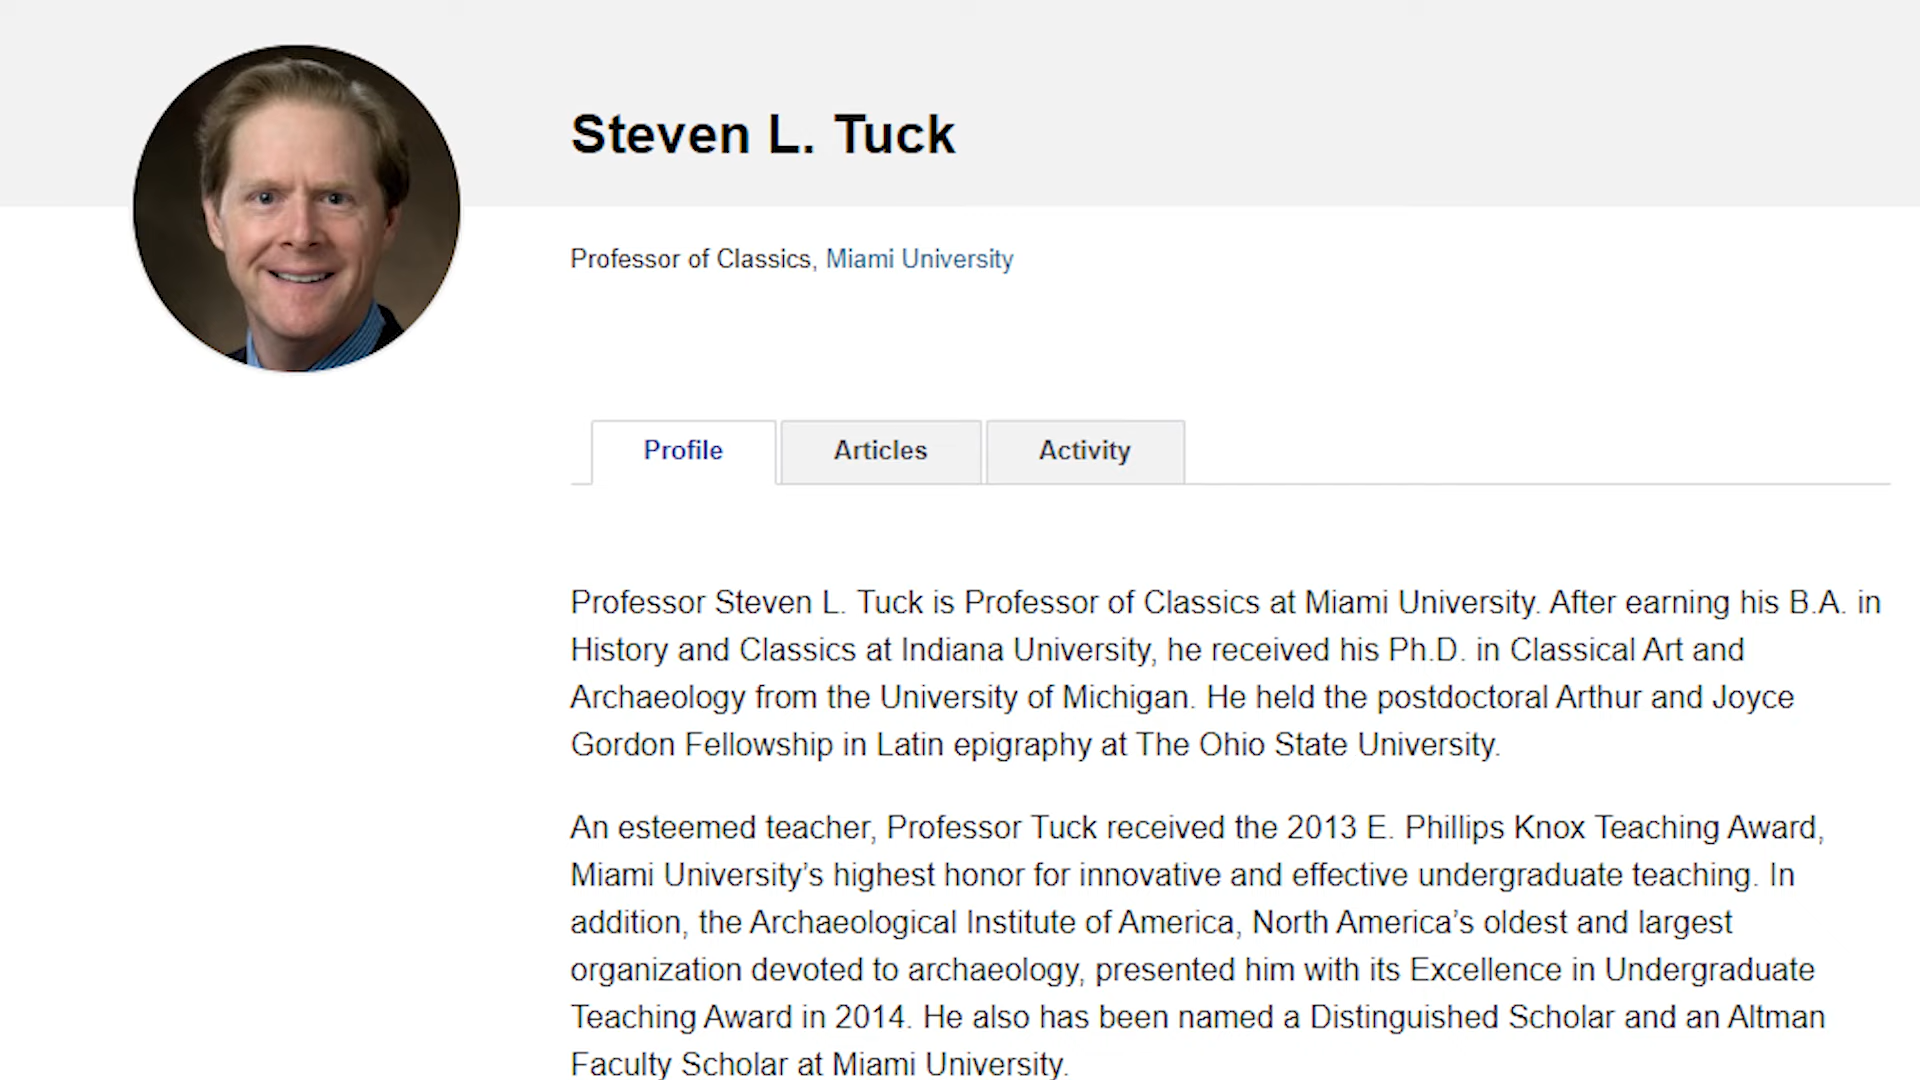 Steven L. Tuck
Professor of Classics, Miami University
Profile Articles Activity
Professor Steven L. Tuck is Professor of Classics at Miami University. After earning his B.A. in
History and Classics at Indiana University, he received his Ph.D. in Classical Art and
Archaeology from the University of Michigan. He held the postdoctoral Arthur and Joyce
Gordon Fellowship in Latin epigraphy at The Ohio State University.
An esteemed teacher, Professor Tuck received the 2013 E. Phillips Knox Teaching Award,
Miami University’s highest honor for innovative and effective undergraduate teaching. In
addition, the Archaeological Institute of America, North America’s oldest and largest
organization devoted to archaeology, presented him with its Excellence in Undergraduate
Teaching Award in 2014. He also has been named a Distinguished Scholar and an Altman
Faculty Scholar at Miami University.